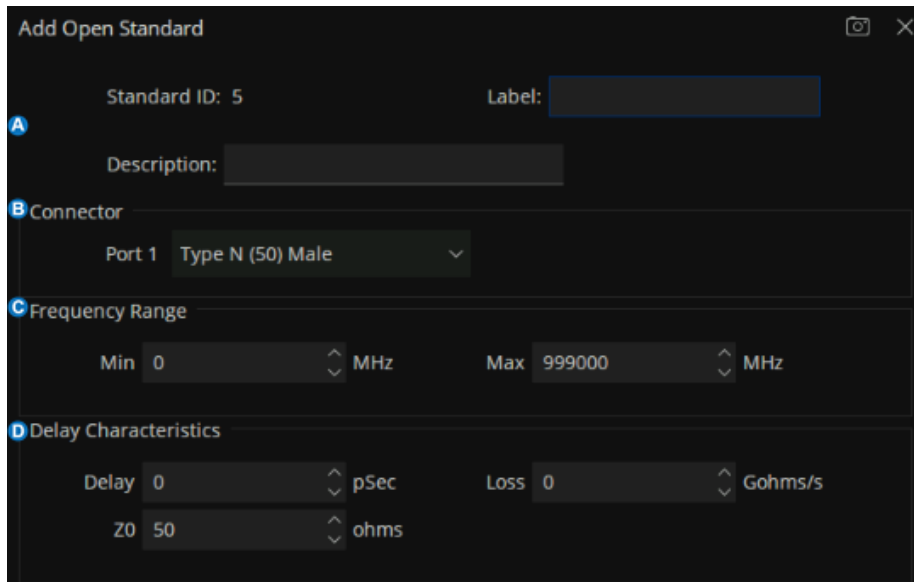 Add Open Standard
Standard ID: 5 Label:
A
Description:
B Connector
Port 1 Type N (50) Male
C Frequency Range
Min 0 MHz Max 999000 MHz
D Delay Characteristics
Delay 0 pSec Loss 0 Gohms/s
Z0 50 ohms